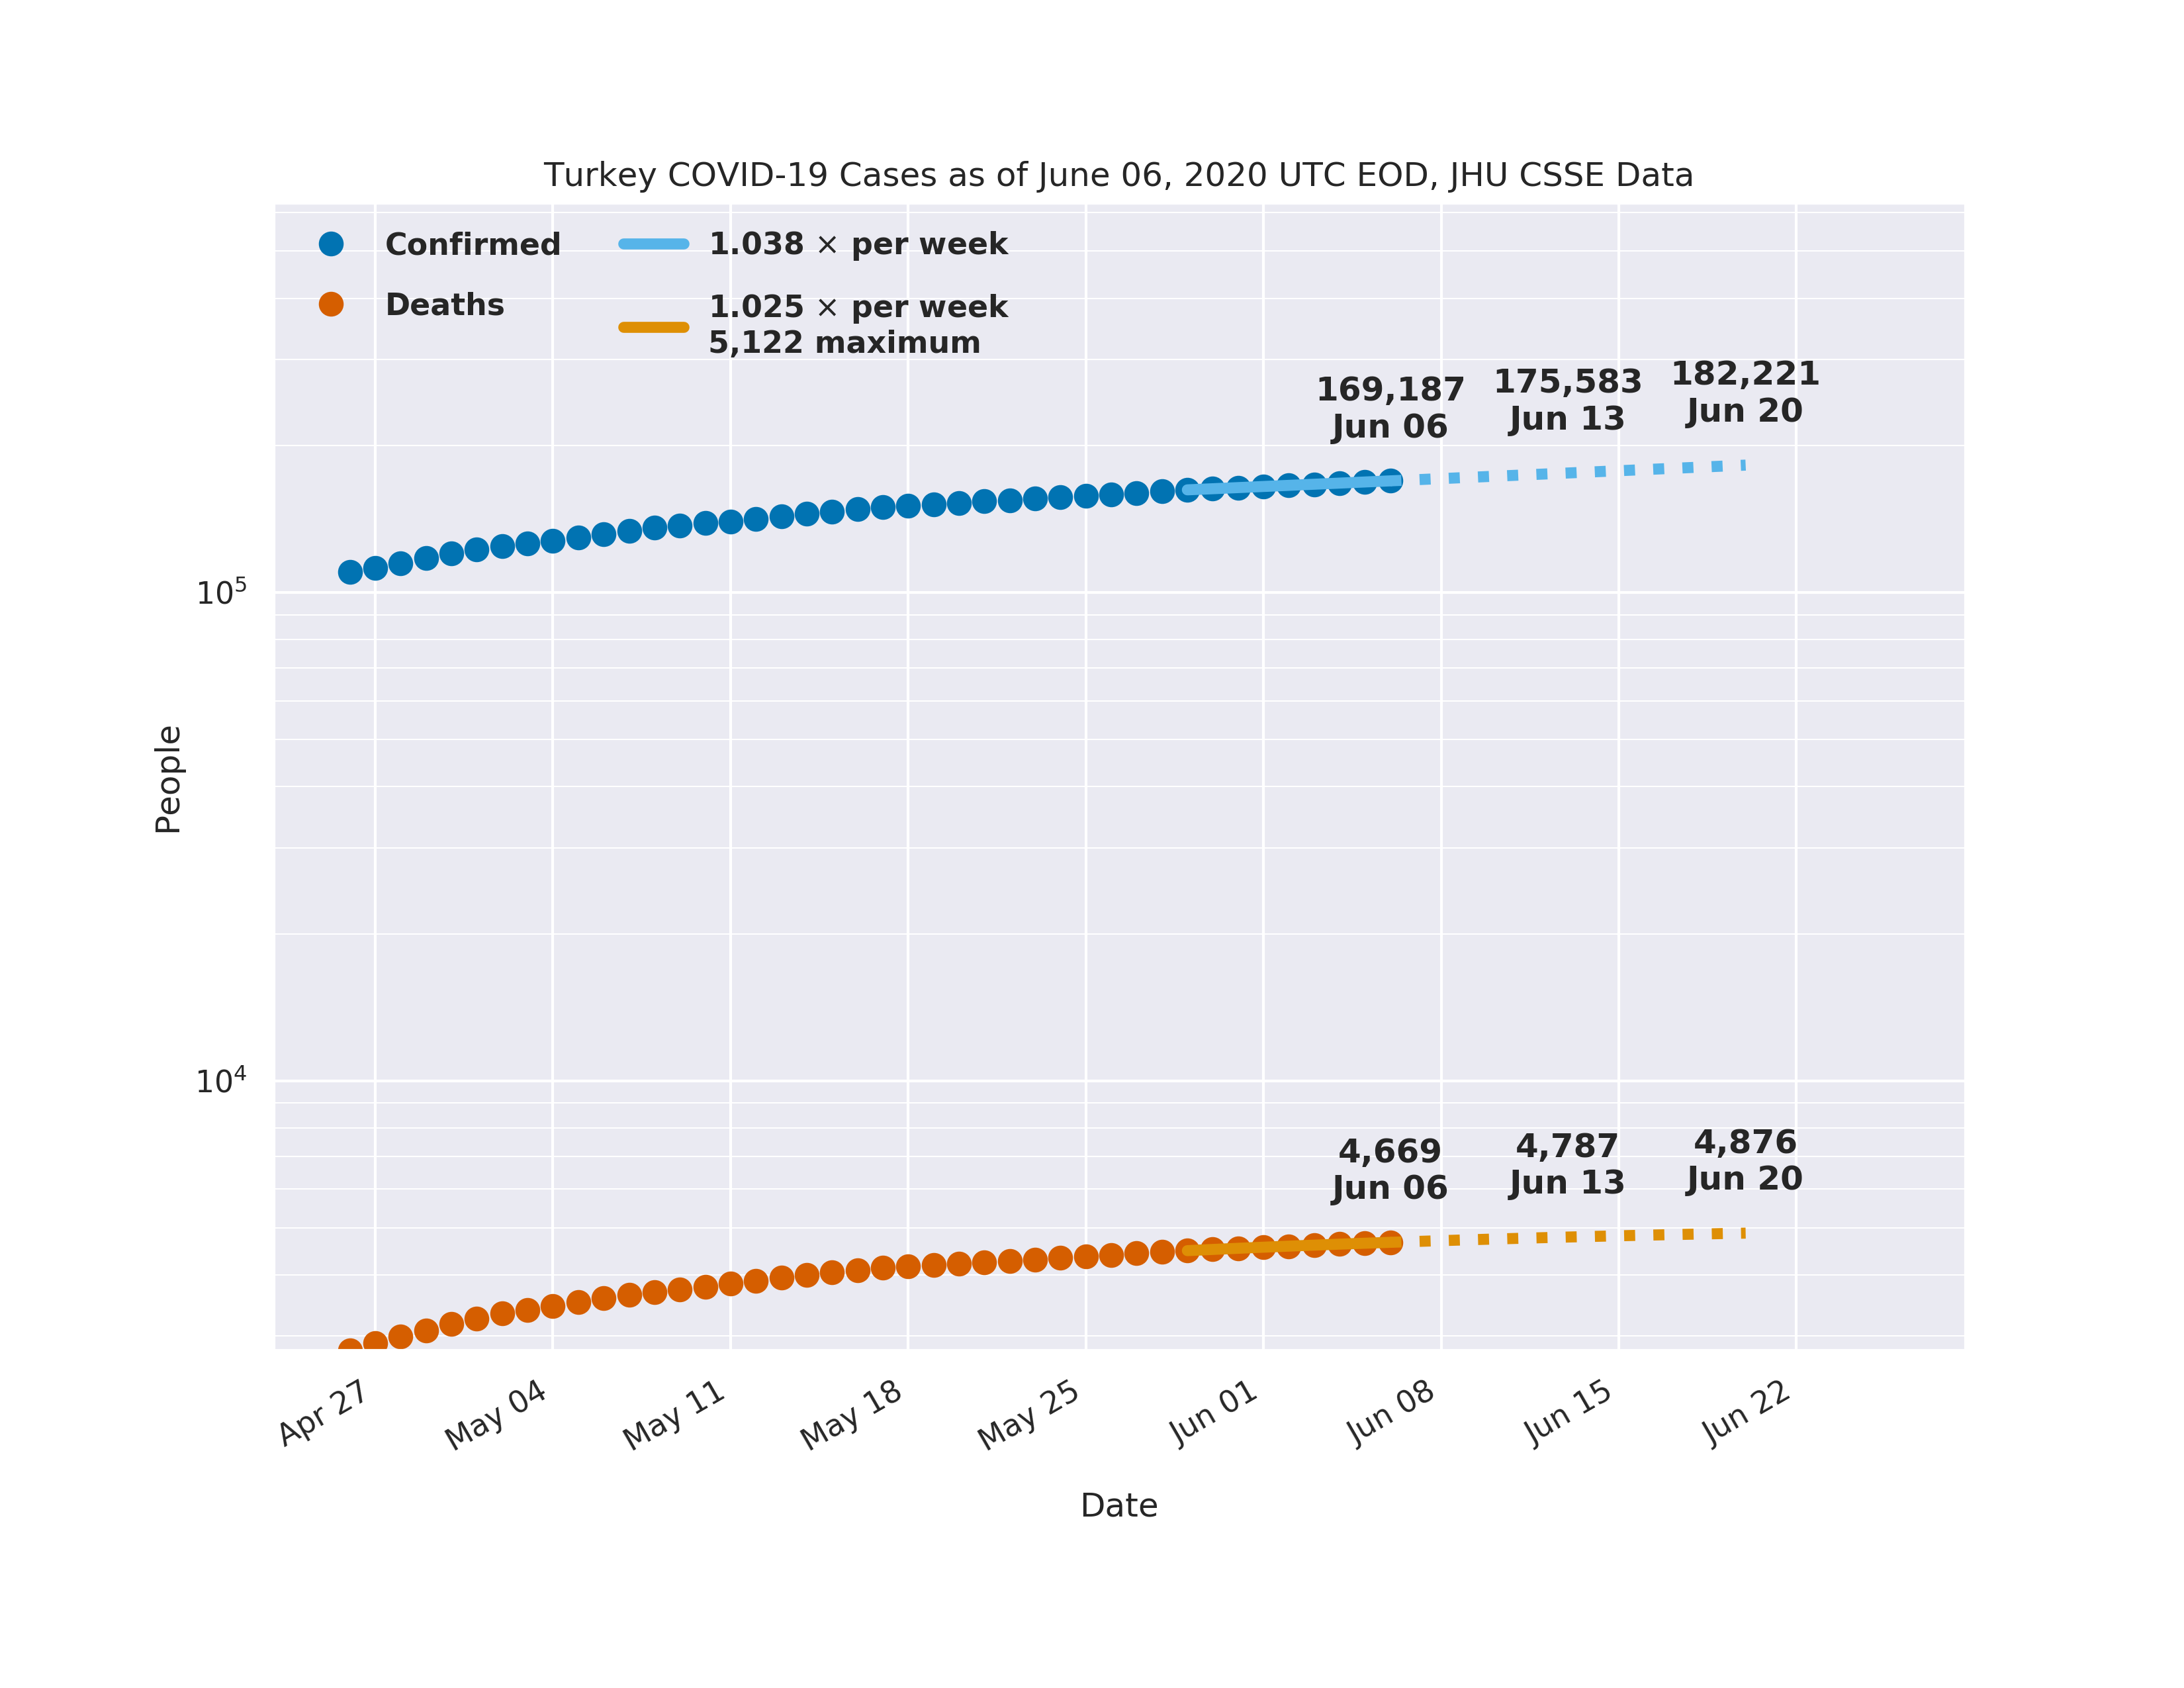 Turkey COVID-19 Cases as of June 06, 2020 UTC EOD, JHU CSSE Data
Confirmed
Deaths
1.038 × per week
1.025 × per week
5,122 maximum
169,187
Jun 06
175,583
Jun 13
182,221
Jun 20
10⁵
People
10⁴
4,669
Jun 06
4,787
Jun 13
4,876
Jun 20
Apr 27
May 04
May 11
May 18
May 25
Jun 01
Jun 08
Jun 15
Jun 22
Date